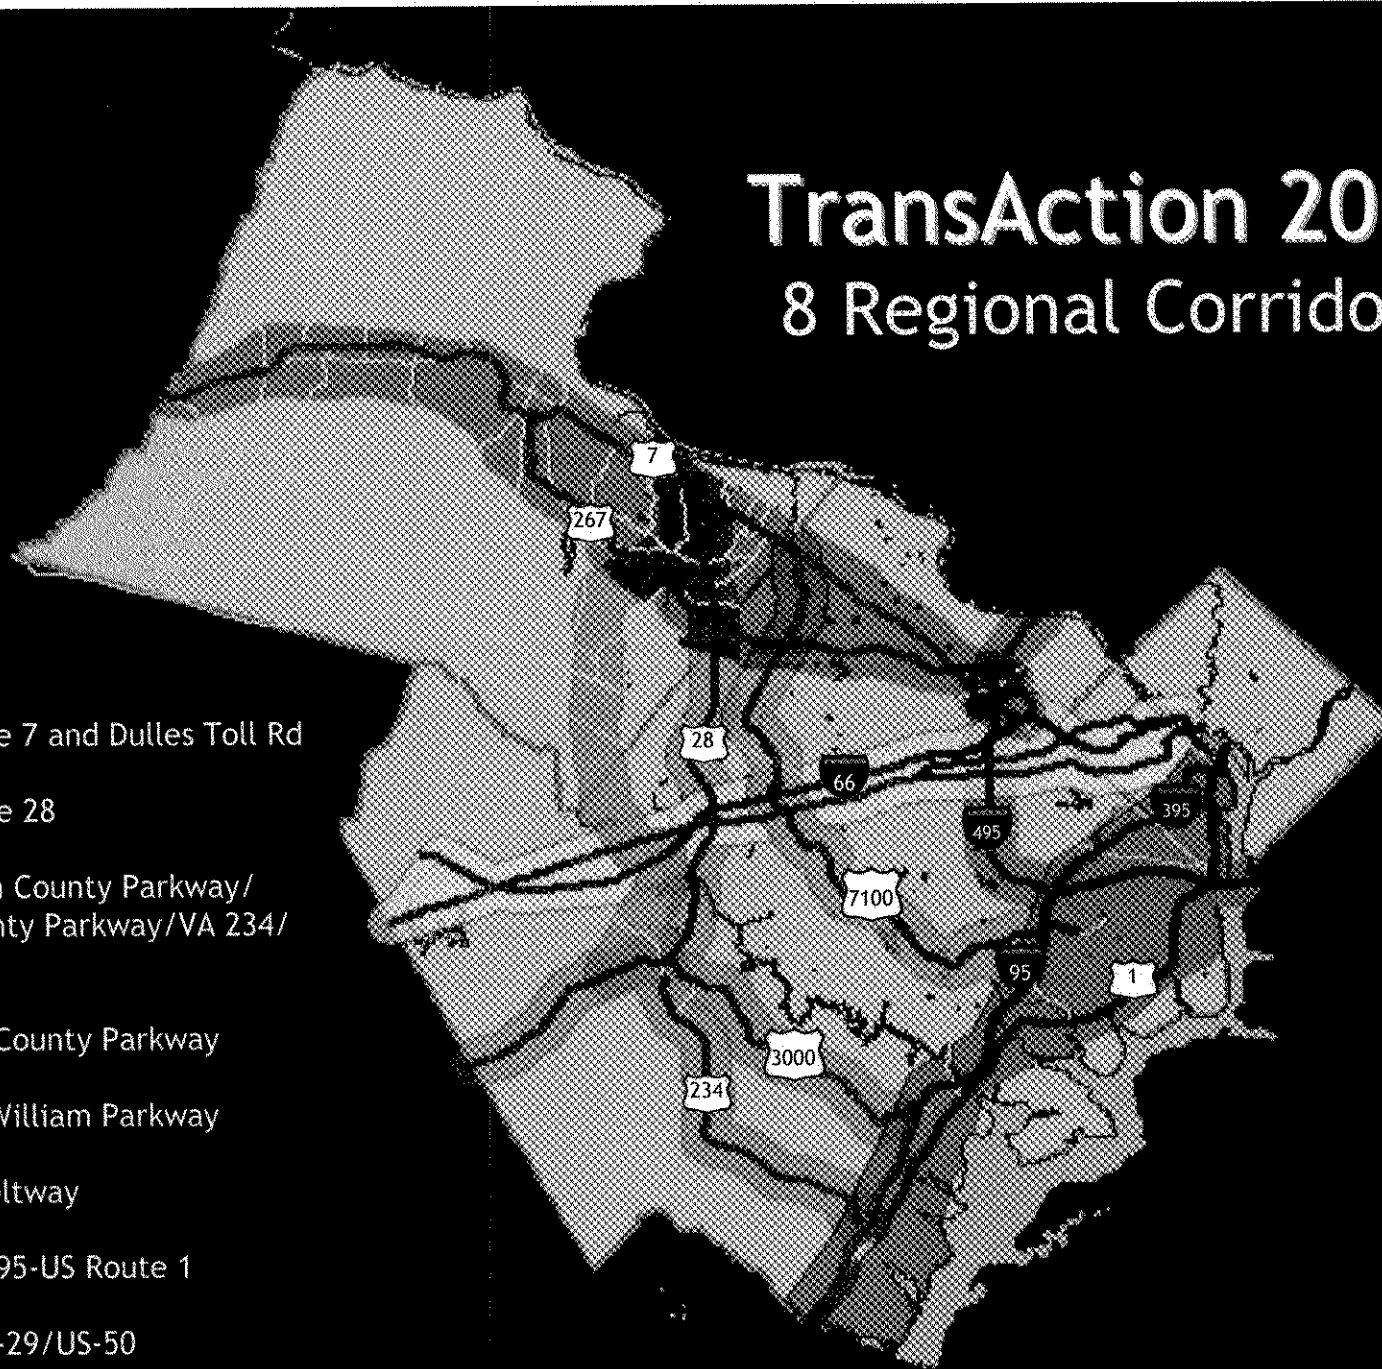 TransAction 20
8 Regional Corrido
7
267
28
66
395
495
7100
95
1
3000
234
e 7 and Dulles Toll Rd
e 28
n County Parkway/
nty Parkway/VA 234/
County Parkway
William Parkway
ltway
95-US Route 1
-29/US-50